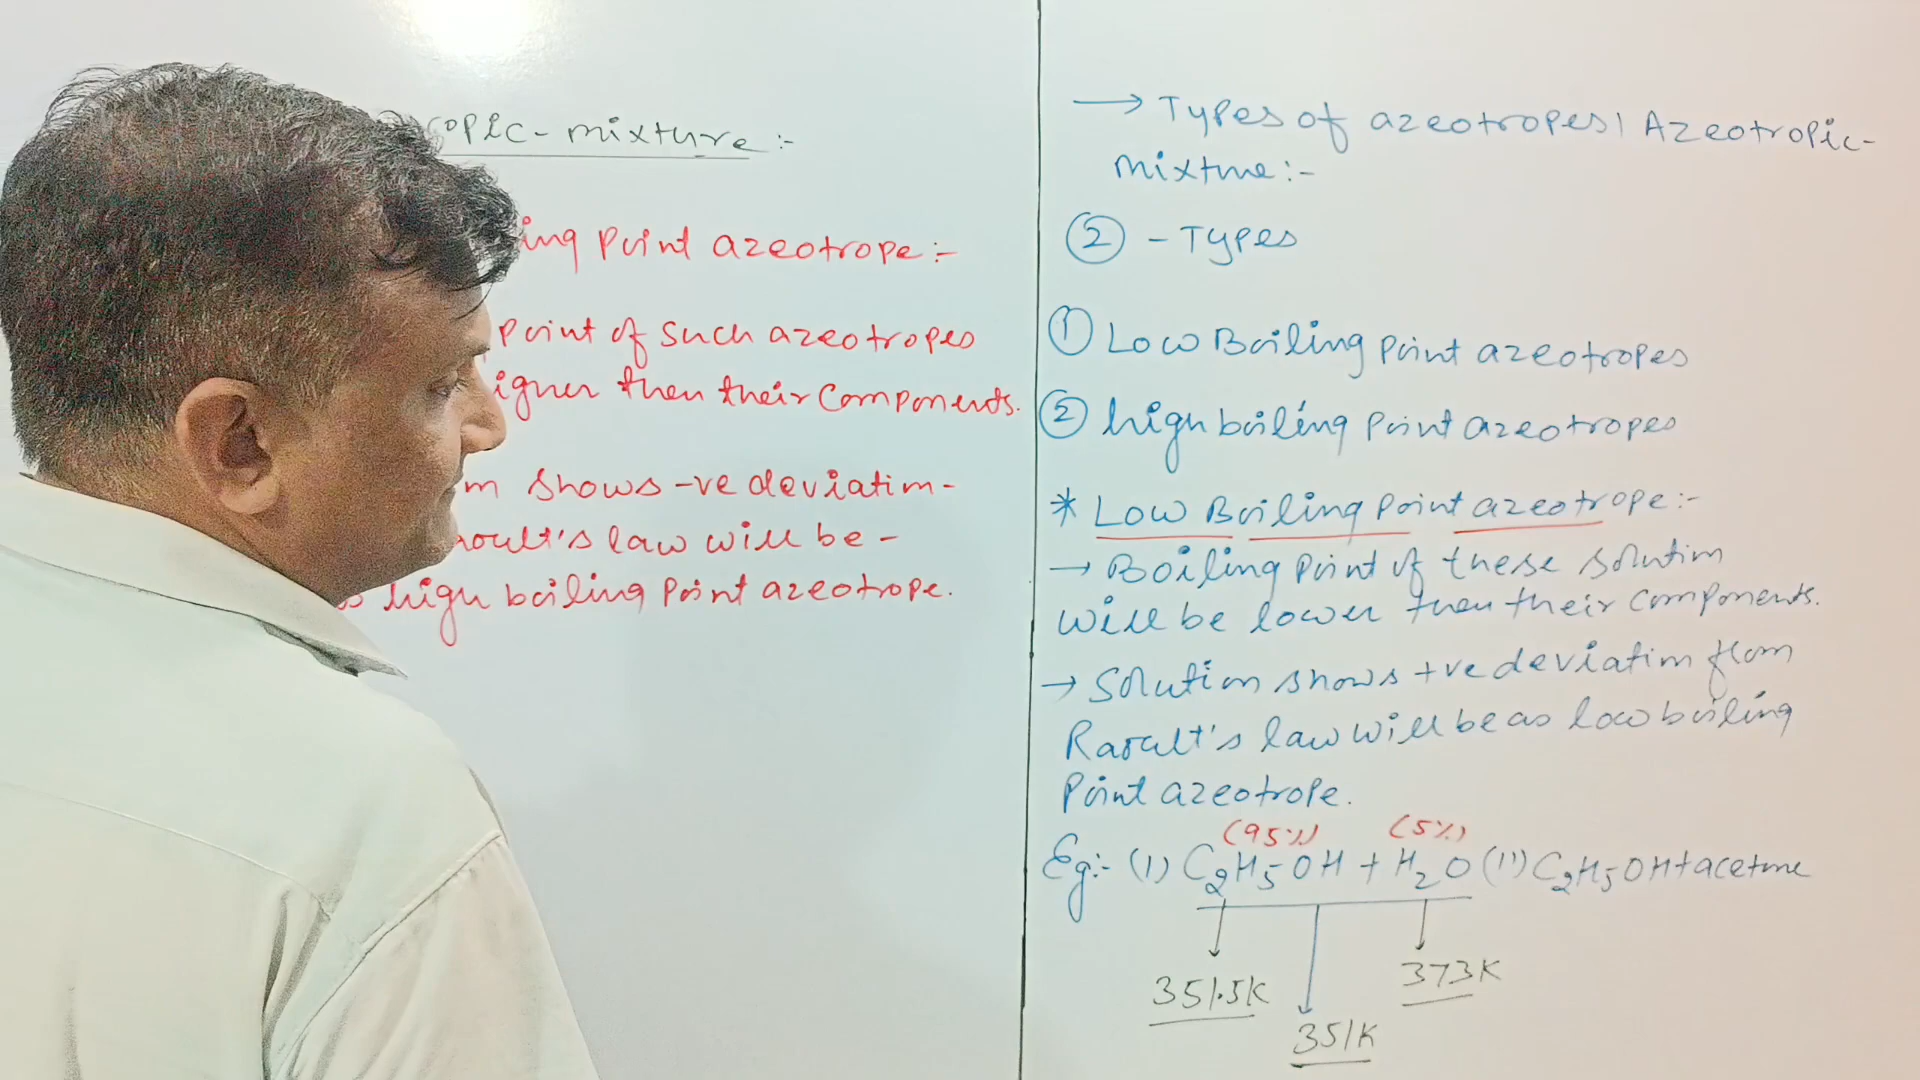 opic-mixture:-
ing Point azeotrope:-
Point of Such azeotropes
igher then their Components.
m shows -ve deviation-
aoult's law will be -
as high boiling Point azeotrope.
→ Types of azeotropes/ Azeotropic-
mixture:-
② - Types
① Low Boiling Point azeotropes
② high boiling Point azeotropes
* Low Boiling Point azeotrope:-
→ Boiling Point of these solution
will be lower then their components.
→ Solution shows +ve deviation from
Raoult's law will be as low boiling
Point azeotrope.
(95%) (5%)
Eg:- (i) C₂H₅OH + H₂O (ii) C₂H₅OH + acetone
351.5K 373K
351K